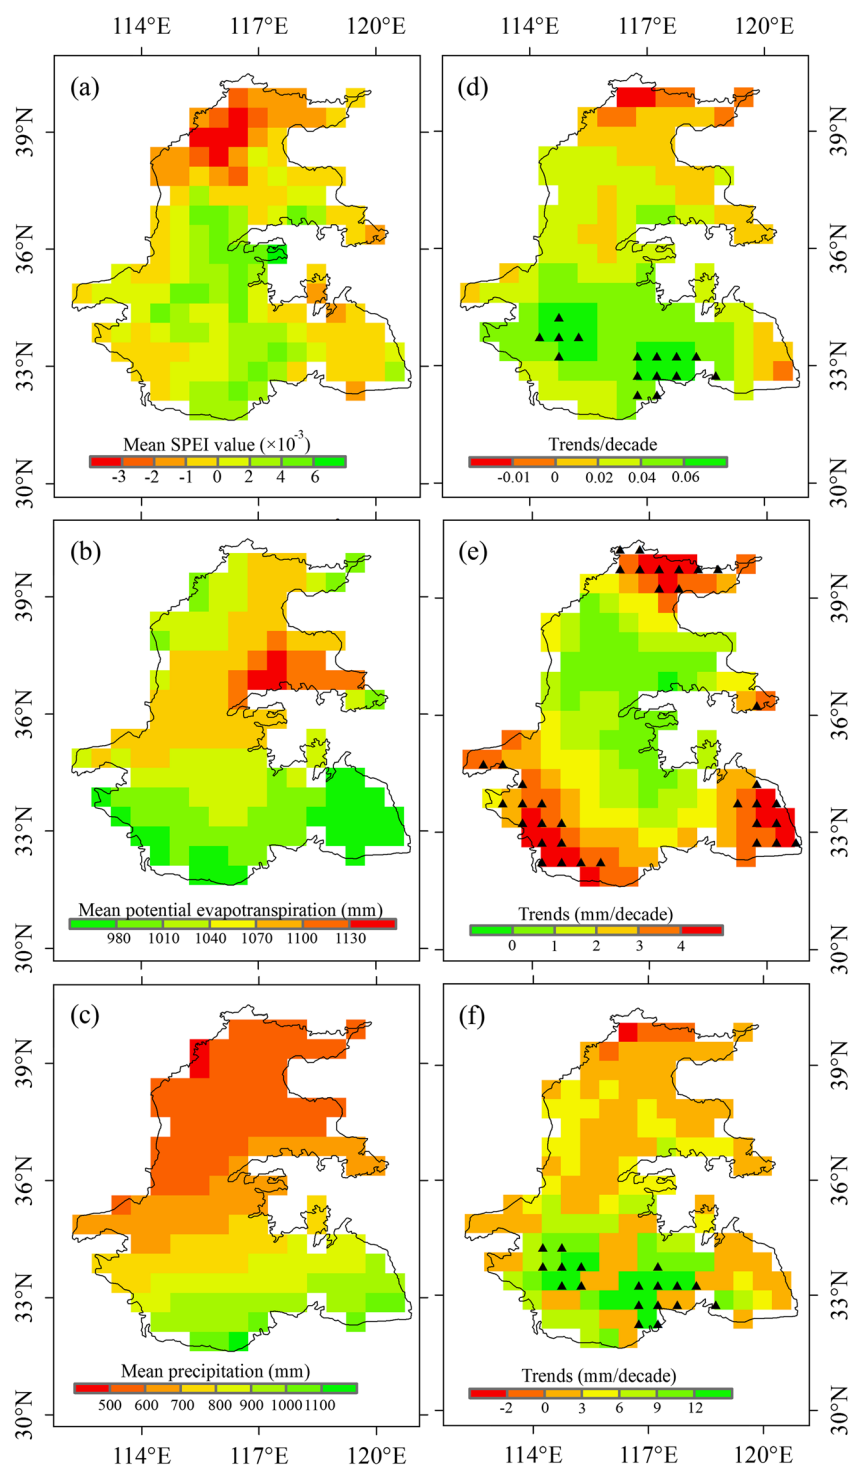 114°E 117°E 120°E 114°E 117°E 120°E
(a) (d)
39°N 39°N
36°N 36°N
33°N 33°N
30°N 30°N
Mean SPEI value (×10-3) Trends/decade
-3 -2 -1 0 2 4 6 -0.01 0 0.02 0.04 0.06
(b) (e)
39°N 39°N
36°N 36°N
33°N 33°N
30°N 30°N
Mean potential evapotranspiration (mm) Trends (mm/decade)
980 1010 1040 1070 1100 1130 0 1 2 3 4
(c) (f)
39°N 39°N
36°N 36°N
33°N 33°N
30°N 30°N
Mean precipitation (mm) Trends (mm/decade)
500 600 700 800 900 1000 1100 -2 0 3 6 9 12
114°E 117°E 120°E 114°E 117°E 120°E